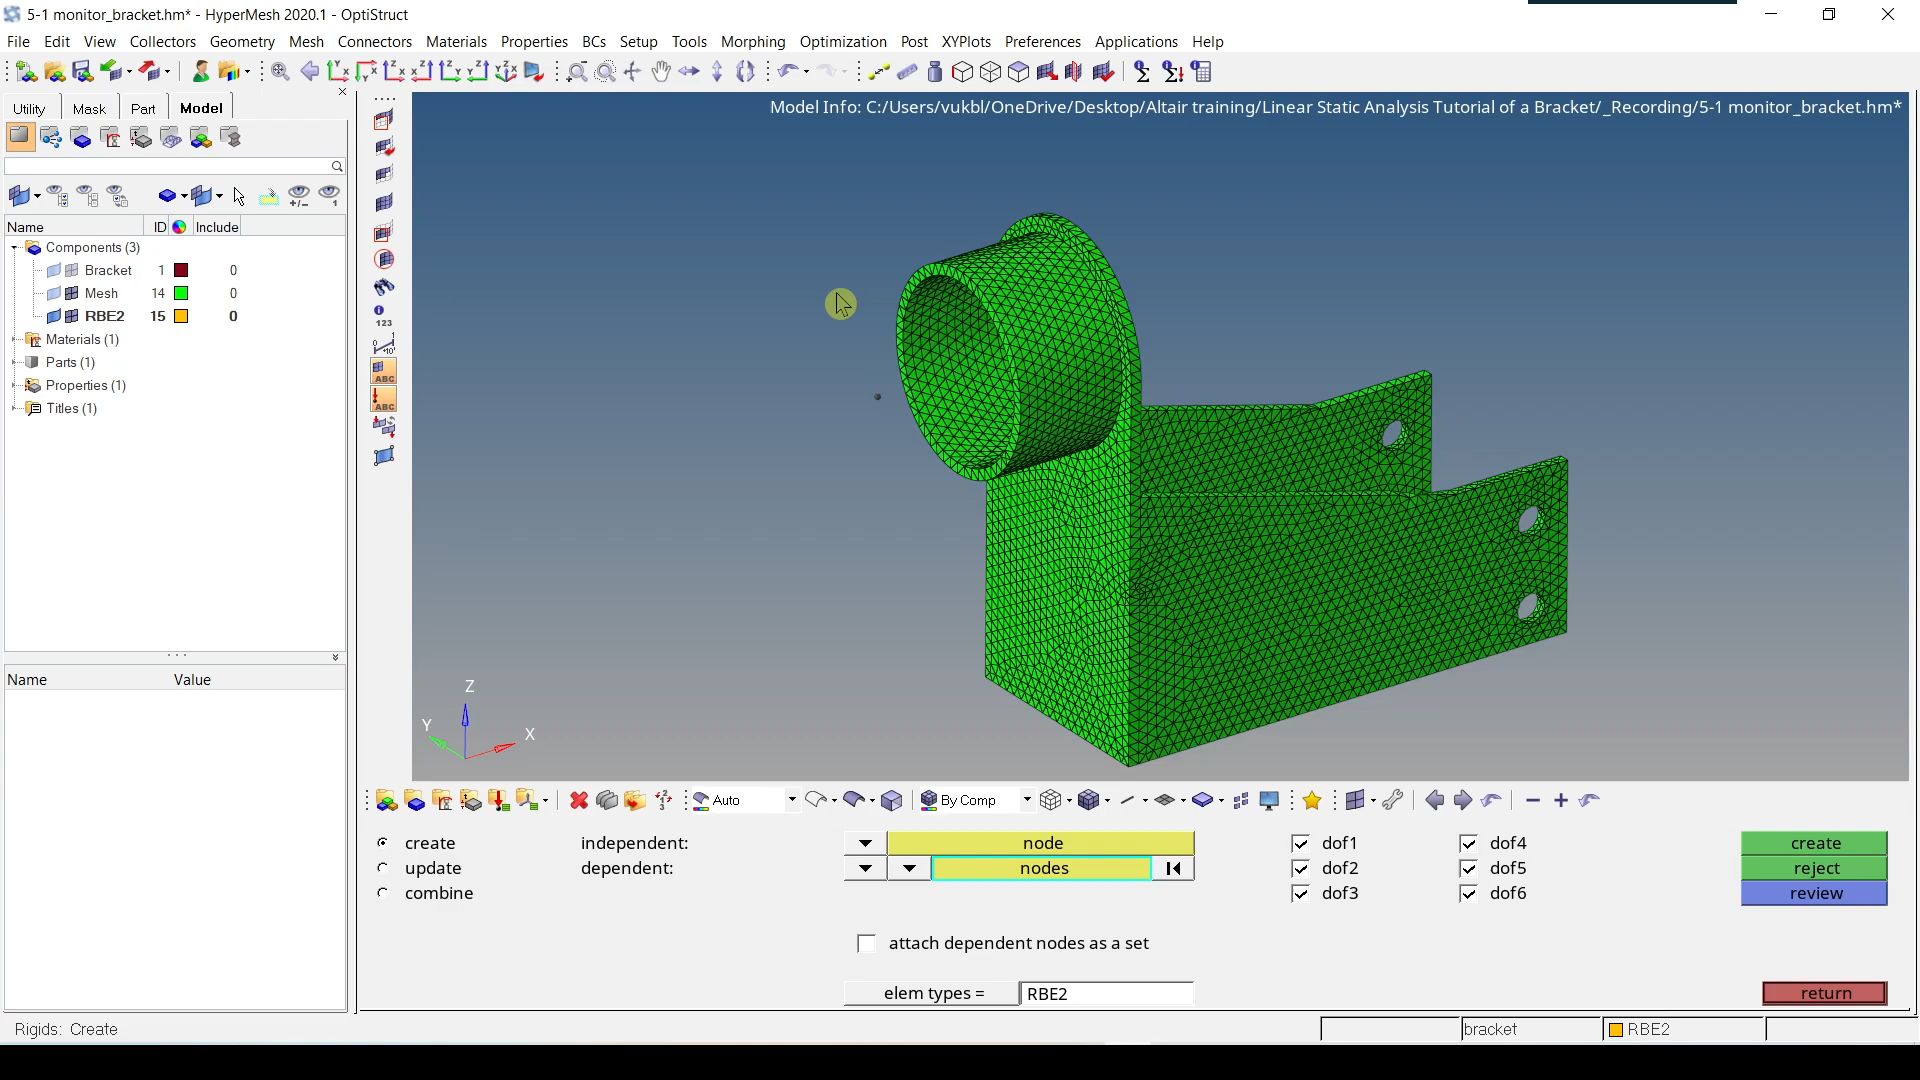 5-1 monitor_bracket.hm* - HyperMesh 2020.1 - OptiStruct
File Edit View Collectors Geometry Mesh Connectors Materials Properties BCs Setup Tools Morphing Optimization Post XYPlots Preferences Applications Help
Utility Mask Part Model
Model Info: C:/Users/vukbl/OneDrive/Desktop/Altair training/Linear Static Analysis Tutorial of a Bracket/_Recording/5-1 monitor_bracket.hm*
Name ID Include
Components (3)
Bracket 1 0
Mesh 14 0
RBE2 15 0
Materials (1)
Parts (1)
Properties (1)
Titles (1)
123
ABC
ABC
Name Value
Z
Y
X
Auto
By Comp
create independent: node dof1 dof4 create
update dependent: nodes dof2 dof5 reject
combine dof3 dof6 review
attach dependent nodes as a set
elem types = RBE2 return
Rigids: Create bracket RBE2